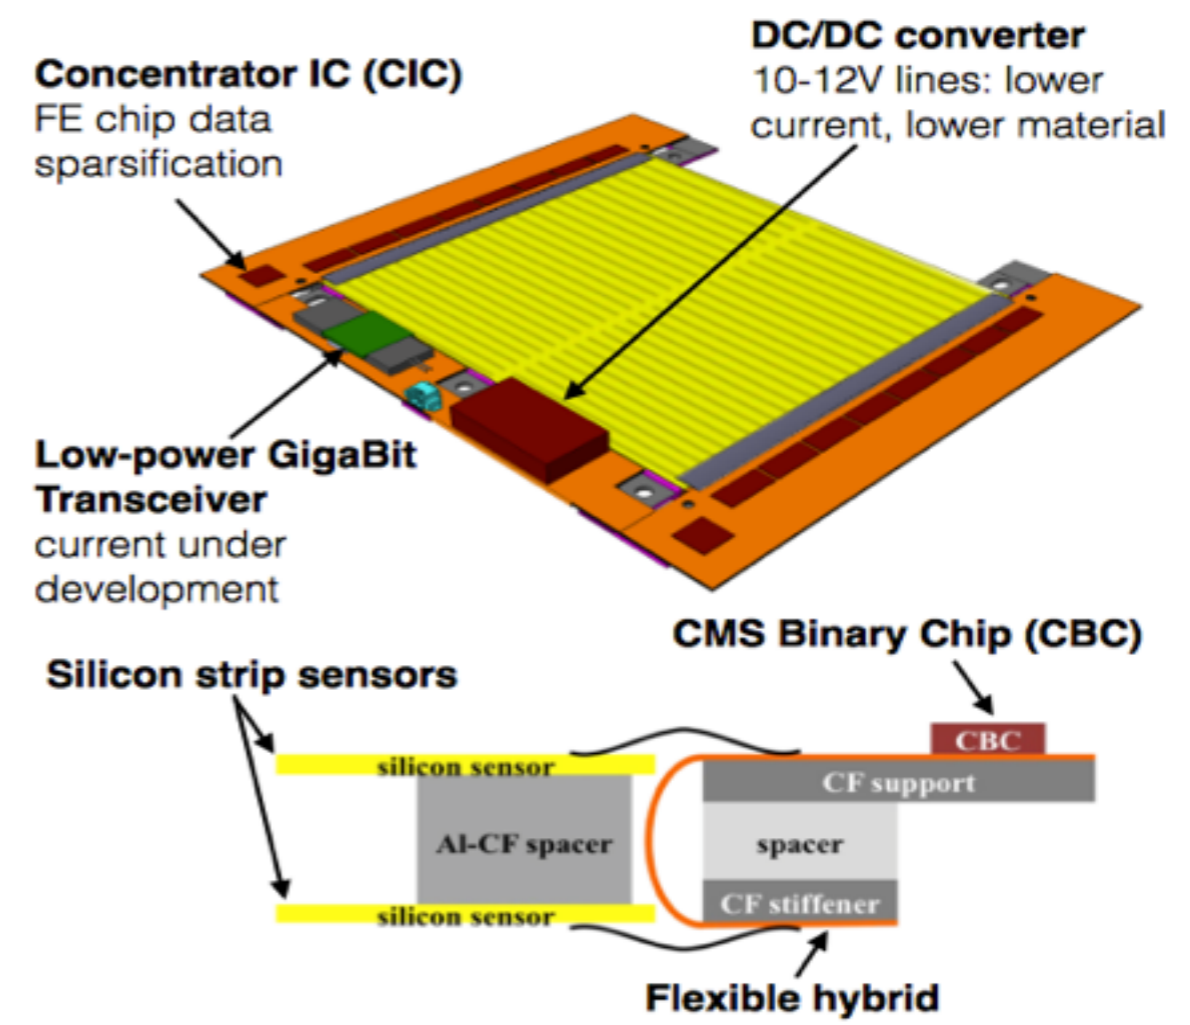 DC/DC converter
10-12V lines: lower
current, lower material
Concentrator IC (CIC)
FE chip data
sparsification
Low-power GigaBit
Transceiver
current under
development
CMS Binary Chip (CBC)
Silicon strip sensors
CBC
silicon sensor
CF support
Al-CF spacer
spacer
CF stiffener
silicon sensor
Flexible hybrid